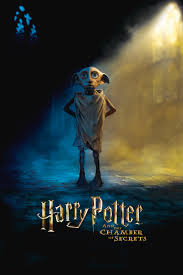 Harry Potter
AND THE
CHAMBER
OF SECRETS